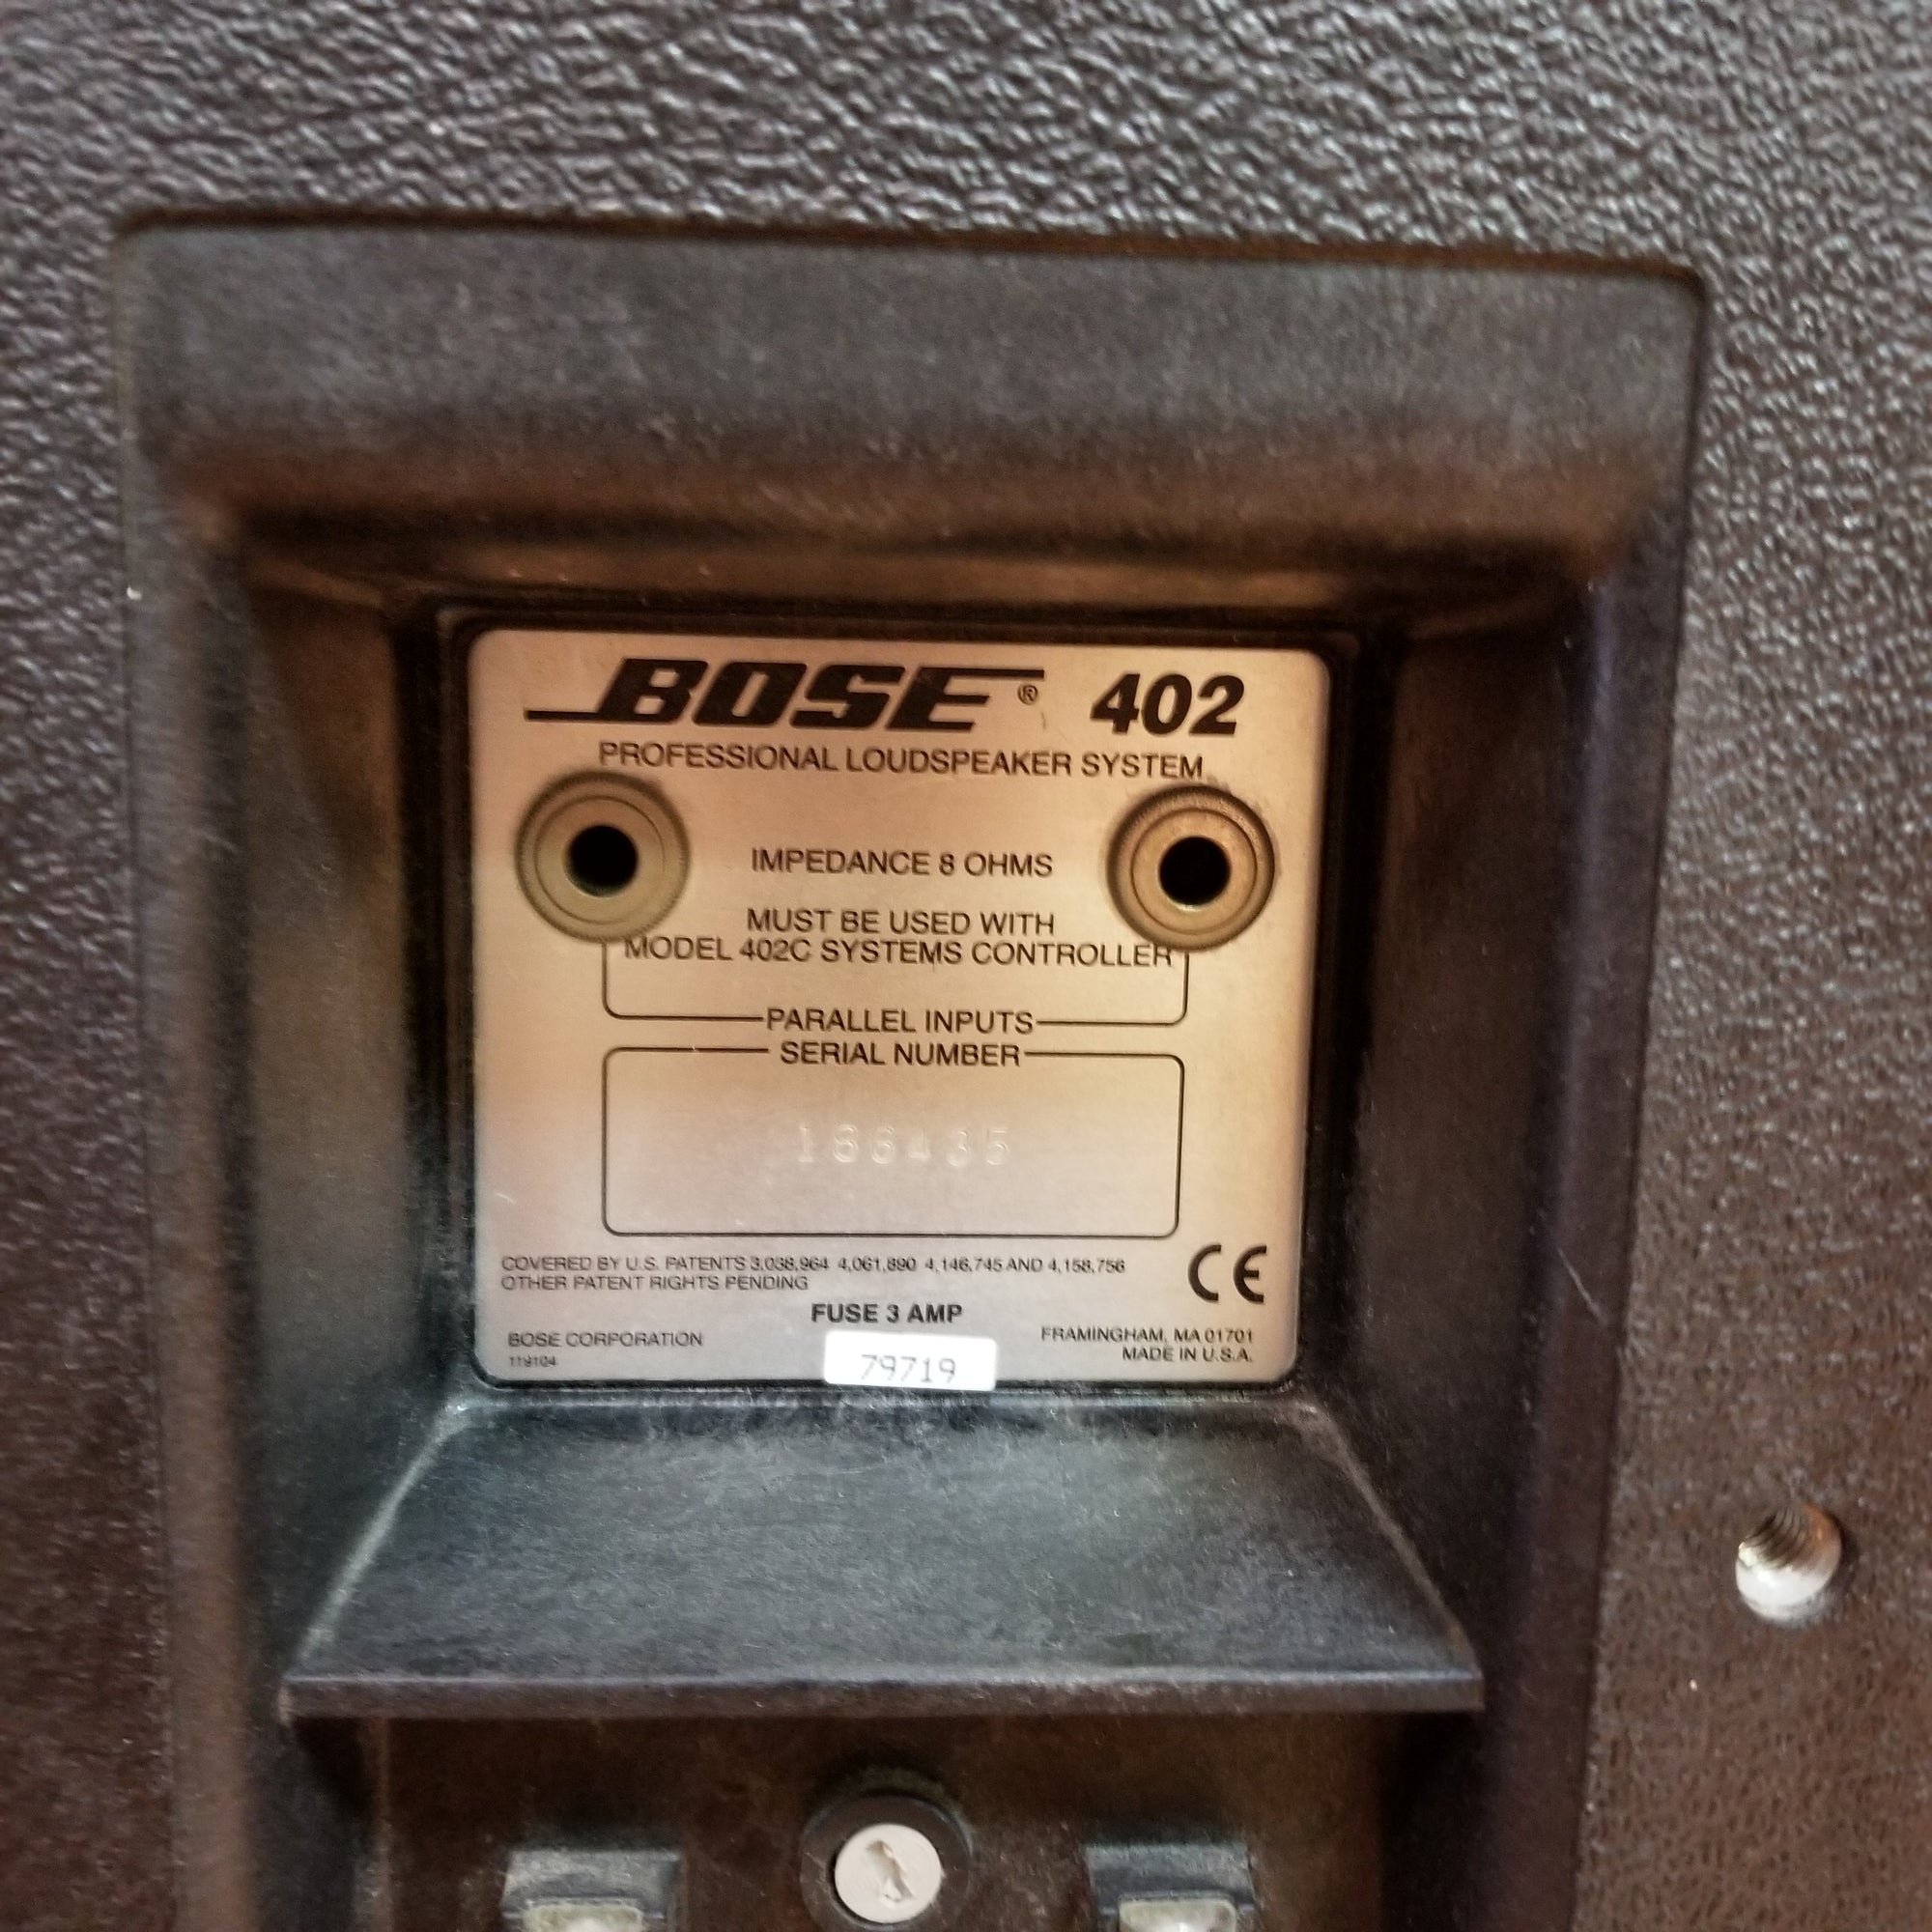 BOSE® 402
PROFESSIONAL LOUDSPEAKER SYSTEM
IMPEDANCE 8 OHMS
MUST BE USED WITH
MODEL 402C SYSTEMS CONTROLLER
PARALLEL INPUTS
SERIAL NUMBER
186435
COVERED BY U.S. PATENTS 3,038,964 4,061,890 4,146,745 AND 4,158,756
OTHER PATENT RIGHTS PENDING
CE
FUSE 3 AMP
BOSE CORPORATION
119104
79719
FRAMINGHAM, MA 01701
MADE IN U.S.A.